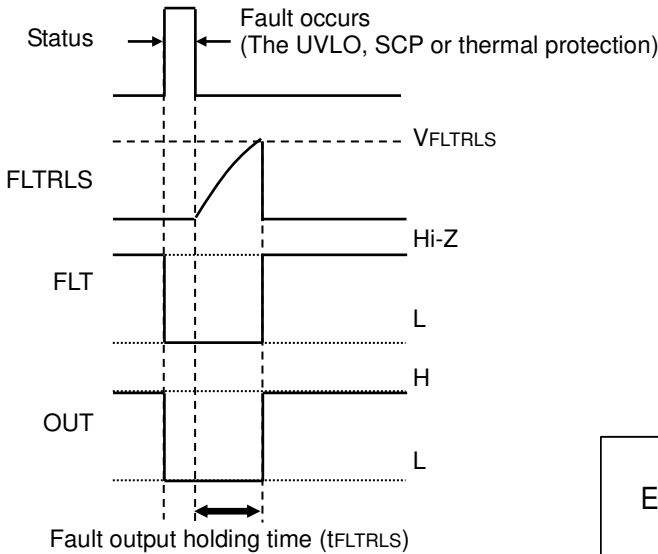 Status
Fault occurs
(The UVLO, SCP or thermal protection)
VFLTRLS
FLTRLS
Hi-Z
FLT
L
H
OUT
L
E
Fault output holding time (tFLTRLS)